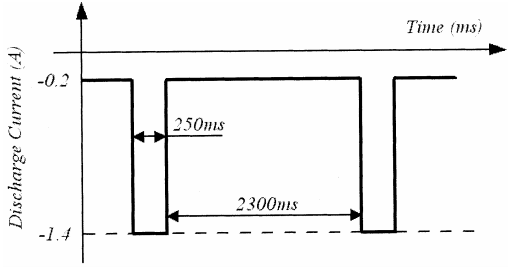 Time (ms)
Discharge Current (A)
-0.2
250ms
2300ms
-1.4